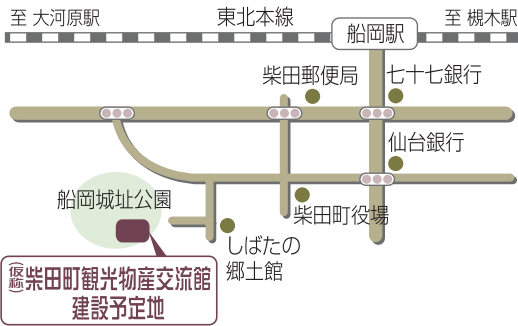 至 大河原駅
東北本線
至 槻木駅
船岡駅
柴田郵便局
七十七銀行
仙台銀行
船岡城址公園
柴田町役場
しばたの
郷土館
(仮称)柴田町観光物産交流館
建設予定地